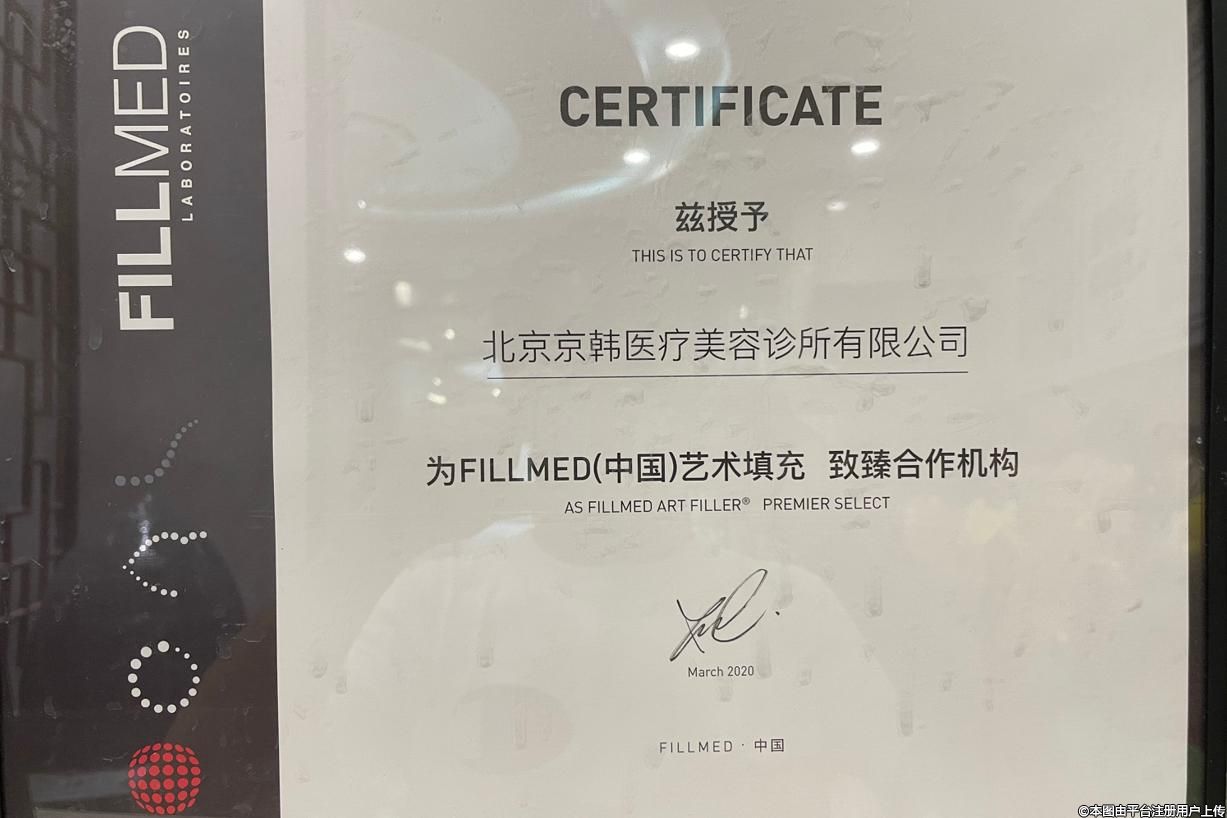 FILLMED
LABORATOIRES
CERTIFICATE
兹授予
THIS IS TO CERTIFY THAT
北京京韩医疗美容诊所有限公司
为FILLMED(中国)艺术填充 致臻合作机构
AS FILLMED ART FILLER® PREMIER SELECT
March 2020
FILLMED · 中国
©本图由平台注册用户上传